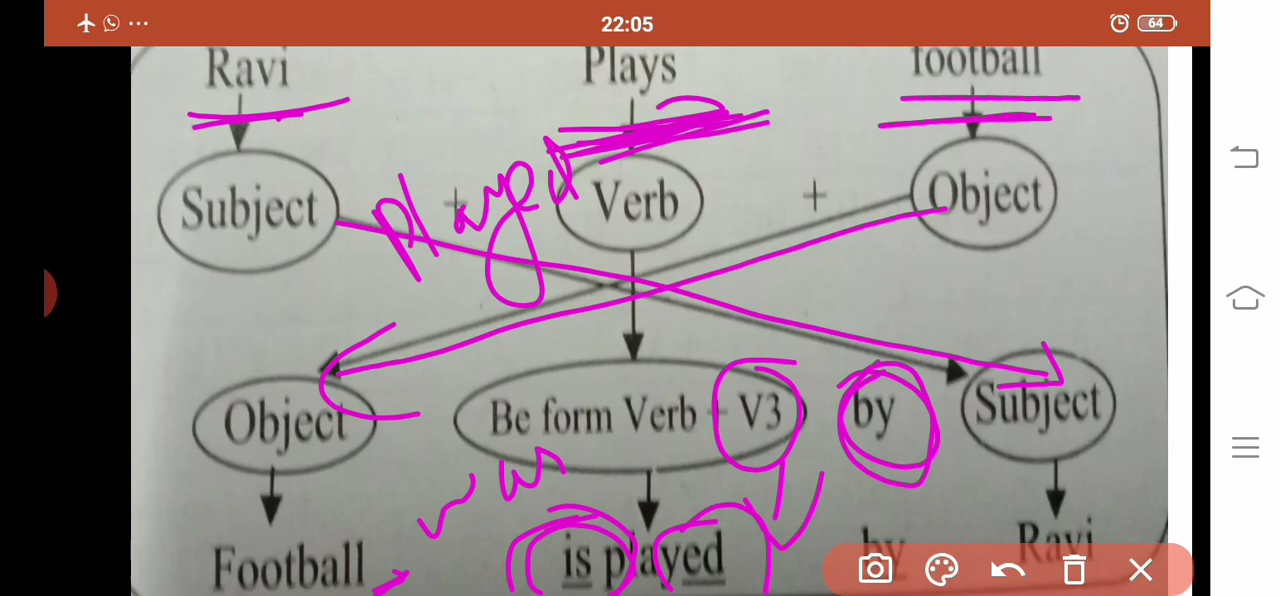 22:05 64
Ravi Plays football
played
Subject + Verb + Object
Object Be form Verb + V3 by Subject
Football is played by Ravi